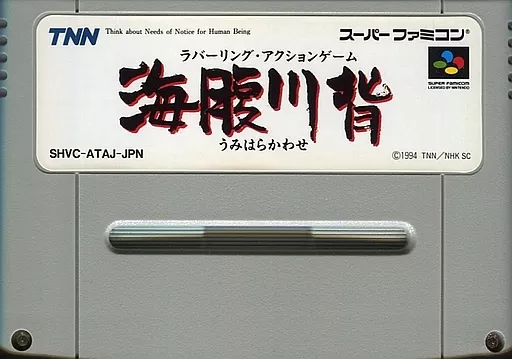 TNN Think about Needs of Notice for Human Being
スーパーファミコン®
ラバーリング・アクションゲーム
海腹川背
うみはらかわせ
SUPER FAMICOM
LICENSED BY NINTENDO
SHVC-ATAJ-JPN
©1994 TNN/NHK SC